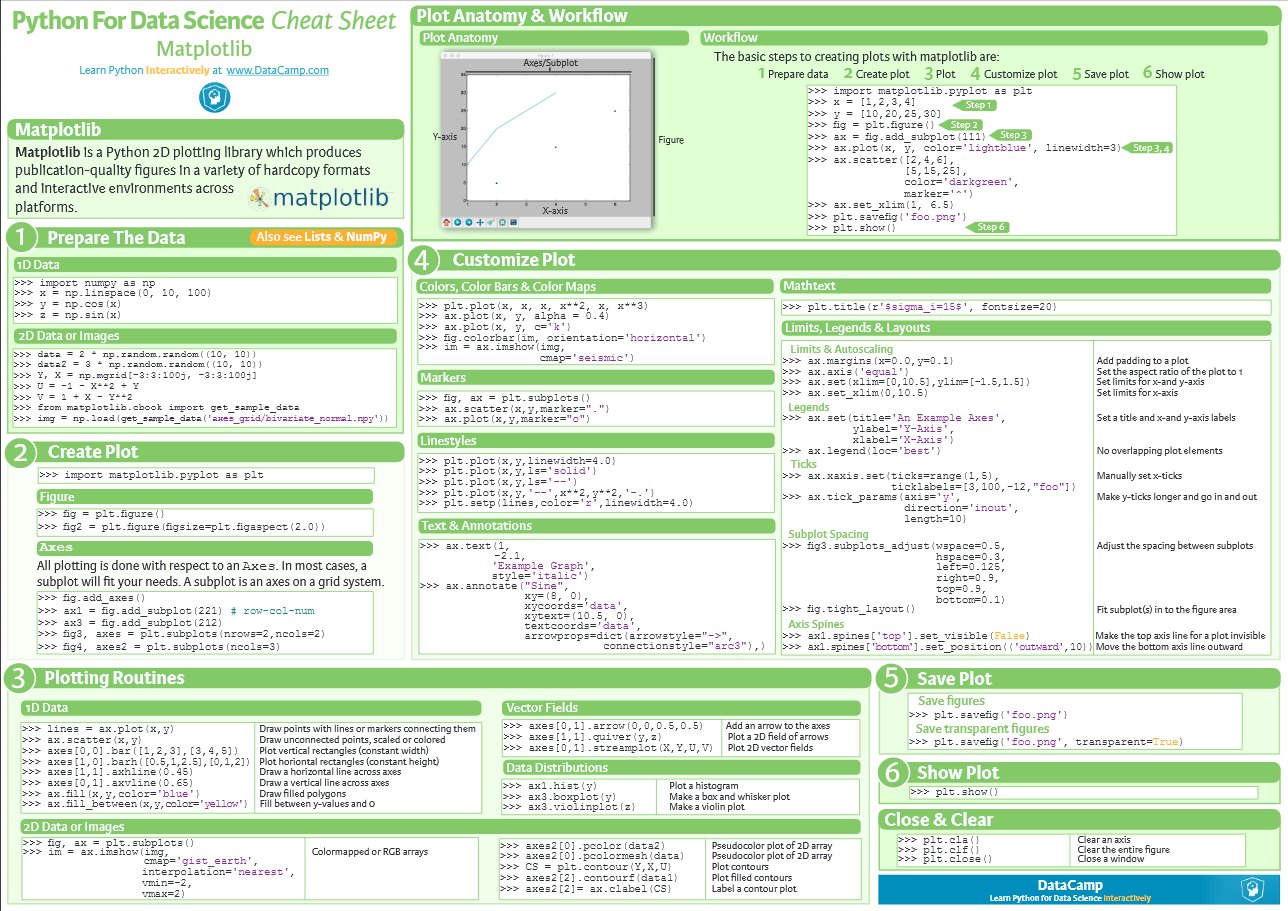 Python For Data Science Cheat Sheet
Matplotlib
Learn Python Interactively at www.DataCamp.com
Matplotlib
Matplotlib is a Python 2D plotting library which produces
publication-quality figures in a variety of hardcopy formats
and interactive environments across
platforms.
matplotlib
1 Prepare The Data
Also see Lists & NumPy
1D Data
>>> import numpy as np
>>> x = np.linspace(0, 10, 100)
>>> y = np.cos(x)
>>> z = np.sin(x)
2D Data or Images
>>> data = 2 * np.random.random((10, 10))
>>> data2 = 3 * np.random.random((10, 10))
>>> Y, X = np.mgrid[-3:3:100j, -3:3:100j]
>>> U = -1 - X**2 + Y
>>> V = 1 + X - Y**2
>>> from matplotlib.cbook import get_sample_data
>>> img = np.load(get_sample_data('axes_grid/bivariate_normal.npy'))
2 Create Plot
>>> import matplotlib.pyplot as plt
Figure
>>> fig = plt.figure()
>>> fig2 = plt.figure(figsize=plt.figaspect(2.0))
Axes
All plotting is done with respect to an Axes. In most cases, a
subplot will fit your needs. A subplot is an axes on a grid system.
>>> fig.add_axes()
>>> ax1 = fig.add_subplot(221) # row-col-num
>>> ax3 = fig.add_subplot(212)
>>> fig3, axes = plt.subplots(nrows=2,ncols=2)
>>> fig4, axes2 = plt.subplots(ncols=3)
Plot Anatomy & Workflow
Plot Anatomy
Axes/Subplot
Y-axis
Figure
X-axis
Workflow
The basic steps to creating plots with matplotlib are:
1 Prepare data 2 Create plot 3 Plot 4 Customize plot 5 Save plot 6 Show plot
>>> import matplotlib.pyplot as plt
>>> x = [1,2,3,4]
Step 1
>>> y = [10,20,25,30]
>>> fig = plt.figure() Step 2
>>> ax = fig.add_subplot(111) Step 3
>>> ax.plot(x, y, color='lightblue', linewidth=3) Step 3, 4
>>> ax.scatter([2,4,6],
[5,15,25],
color='darkgreen',
marker='^')
>>> ax.set_xlim(1, 6.5)
>>> plt.savefig('foo.png')
>>> plt.show() Step 6
4 Customize Plot
Colors, Color Bars & Color Maps
>>> plt.plot(x, x, x, x**2, x, x**3)
>>> ax.plot(x, y, alpha = 0.4)
>>> ax.plot(x, y, c='k')
>>> fig.colorbar(im, orientation='horizontal')
>>> im = ax.imshow(img,
cmap='seismic')
Markers
>>> fig, ax = plt.subplots()
>>> ax.scatter(x,y,marker=".")
>>> ax.plot(x,y,marker="o")
Linestyles
>>> plt.plot(x,y,linewidth=4.0)
>>> plt.plot(x,y,ls='solid')
>>> plt.plot(x,y,ls='--')
>>> plt.plot(x,y,'--',x**2,y**2,'-.')
>>> plt.setp(lines,color='r',linewidth=4.0)
Text & Annotations
>>> ax.text(1,
-2.1,
'Example Graph',
style='italic')
>>> ax.annotate("Sine",
xy=(8, 0),
xycoords='data',
xytext=(10.5, 0),
textcoords='data',
arrowprops=dict(arrowstyle="->",
connectionstyle="arc3"),)
Mathtext
>>> plt.title(r'$sigma_i=15$', fontsize=20)
Limits, Legends & Layouts
Limits & Autoscaling
>>> ax.margins(x=0.0,y=0.1) Add padding to a plot
>>> ax.axis('equal') Set the aspect ratio of the plot to 1
>>> ax.set(xlim=[0,10.5],ylim=[-1.5,1.5]) Set limits for x-and y-axis
>>> ax.set_xlim(0,10.5) Set limits for x-axis
Legends
>>> ax.set(title='An Example Axes', Set a title and x-and y-axis labels
ylabel='Y-Axis',
xlabel='X-Axis')
>>> ax.legend(loc='best') No overlapping plot elements
Ticks
>>> ax.xaxis.set(ticks=range(1,5), Manually set x-ticks
ticklabels=[3,100,-12,"foo"])
>>> ax.tick_params(axis='y', Make y-ticks longer and go in and out
direction='inout',
length=10)
Subplot Spacing
>>> fig3.subplots_adjust(wspace=0.5, Adjust the spacing between subplots
hspace=0.3,
left=0.125,
right=0.9,
top=0.9,
bottom=0.1)
>>> fig.tight_layout() Fit subplot(s) in to the figure area
Axis Spines
>>> ax1.spines['top'].set_visible(False) Make the top axis line for a plot invisible
>>> ax1.spines['bottom'].set_position(('outward',10)) Move the bottom axis line outward
3 Plotting Routines
1D Data
>>> lines = ax.plot(x,y) Draw points with lines or markers connecting them
>>> ax.scatter(x,y) Draw unconnected points, scaled or colored
>>> axes[0,0].bar([1,2,3],[3,4,5]) Plot vertical rectangles (constant width)
>>> axes[1,0].barh([0.5,1,2.5],[0,1,2]) Plot hiontal rectangles (constant height)
>>> axes[1,1].axhline(0.45) Draw a horizontal line across axes
>>> axes[0,1].axvline(0.65) Draw a vertical line across axes
>>> ax.fill(x,y,color='blue') Draw filled polygons
>>> ax.fill_between(x,y,color='yellow') Fill between y-values and 0
Vector Fields
>>> axes[0,1].arrow(0,0,0.5,0.5) Add an arrow to the axes
>>> axes[1,1].quiver(y,z) Plot a 2D field of arrows
>>> axes[0,1].streamplot(X,Y,U,V) Plot 2D vector fields
Data Distributions
>>> ax1.hist(y) Plot a histogram
>>> ax3.boxplot(y) Make a box and whisker plot
>>> ax3.violinplot(z) Make a violin plot
2D Data or Images
>>> fig, ax = plt.subplots()
>>> im = ax.imshow(img, Colormapped or RGB arrays
cmap='gist_earth',
interpolation='nearest',
vmin=-2,
vmax=2)
>>> axes2[0].pcolor(data2) Pseudocolor plot of 2D array
>>> axes2[0].pcolormesh(data) Pseudocolor plot of 2D array
>>> CS = plt.contour(Y,X,U) Plot contours
>>> axes2[2].contourf(data1) Plot filled contours
>>> axes2[2]= ax.clabel(CS) Label a contour plot
5 Save Plot
Save figures
>>> plt.savefig('foo.png')
Save transparent figures
>>> plt.savefig('foo.png', transparent=True)
6 Show Plot
>>> plt.show()
Close & Clear
>>> plt.cla() Clear an axis
>>> plt.clf() Clear the entire figure
>>> plt.close() Close a window
DataCamp
Learn Python for Data Science Interactively